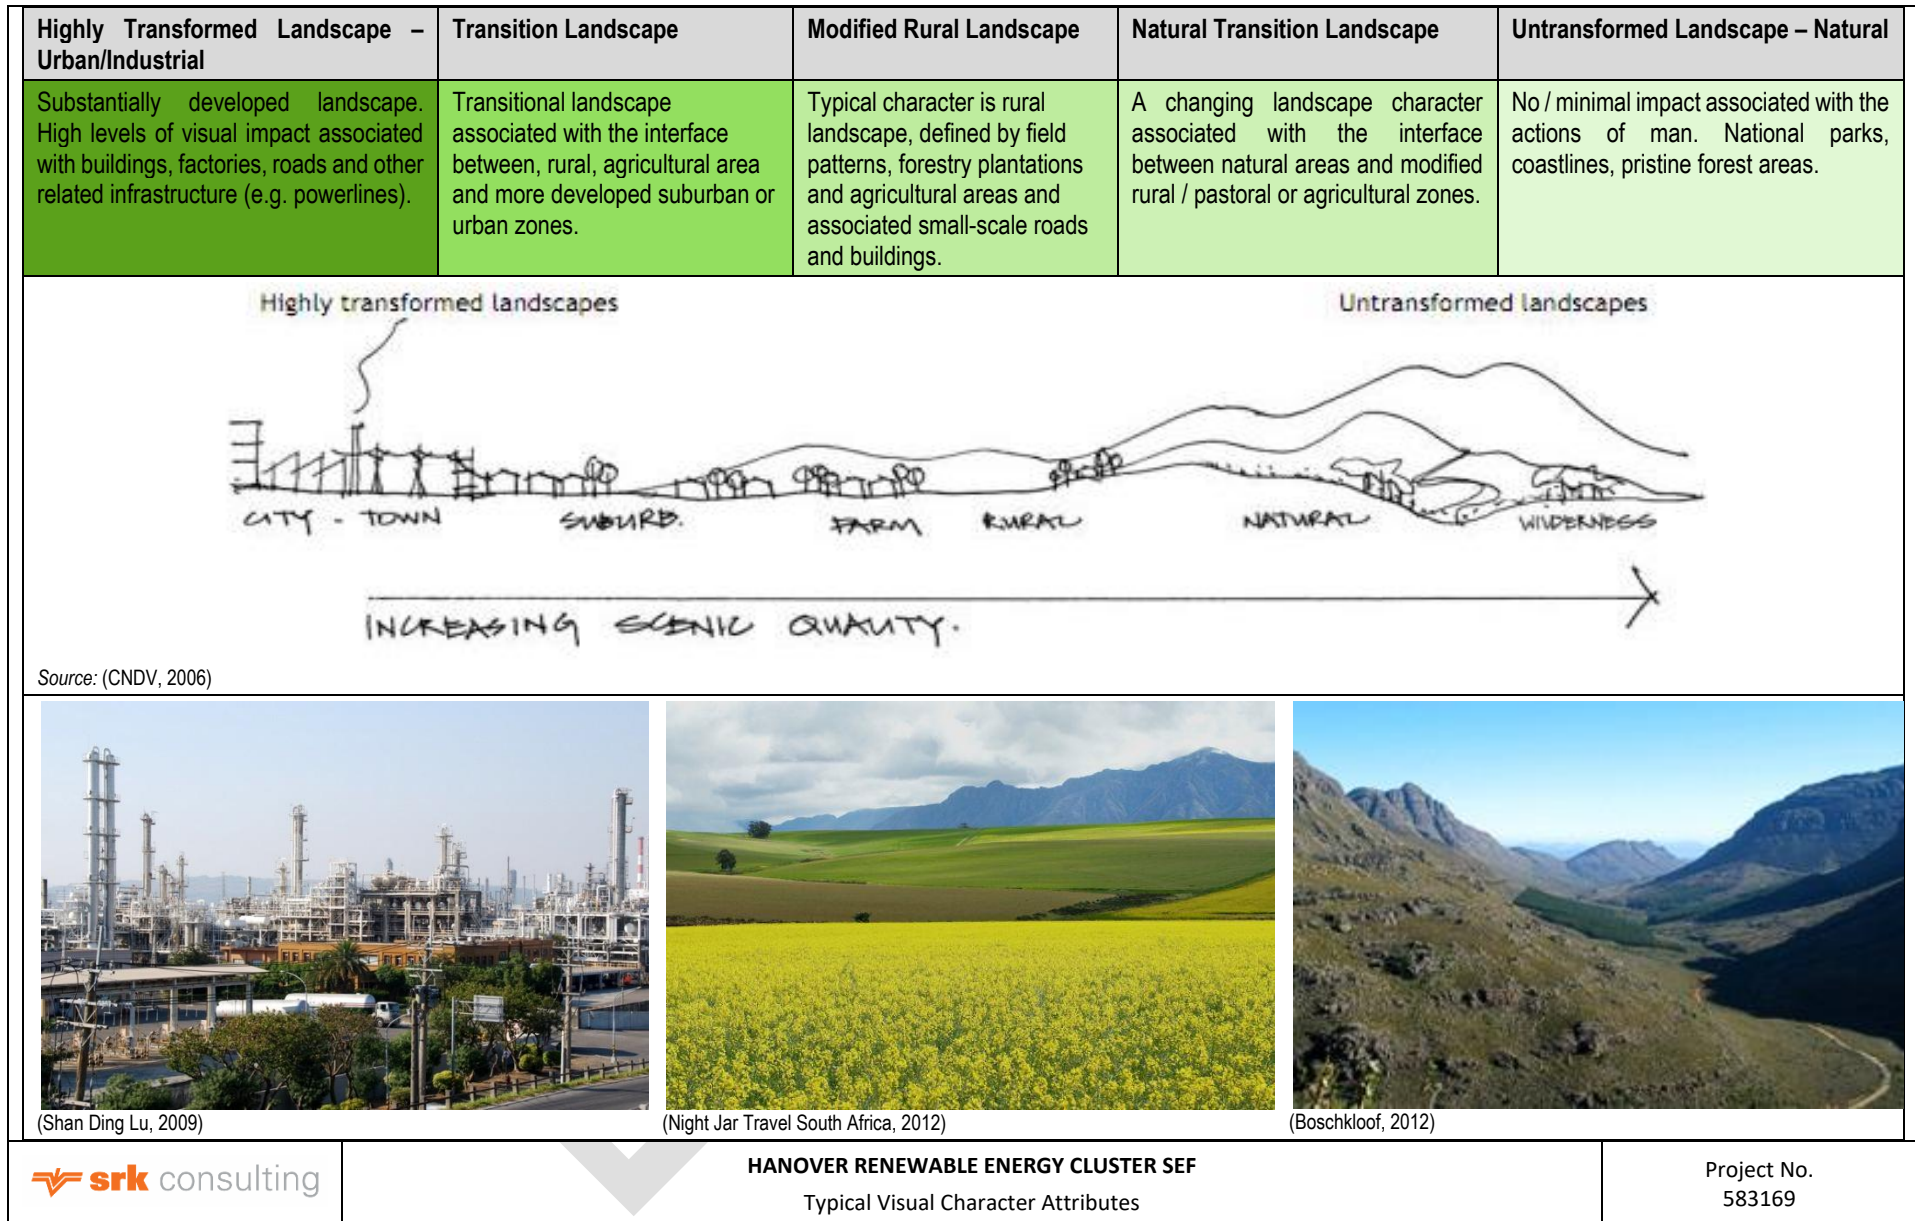 Highly Transformed Landscape –
Urban/Industrial
Transition Landscape
Modified Rural Landscape
Natural Transition Landscape
Untransformed Landscape – Natural
Substantially developed landscape.
High levels of visual impact associated
with buildings, factories, roads and other
related infrastructure (e.g. powerlines).
Transitional landscape
associated with the interface
between, rural, agricultural area
and more developed suburban or
urban zones.
Typical character is rural
landscape, defined by field
patterns, forestry plantations
and agricultural areas and
associated small-scale roads
and buildings.
A changing landscape character
associated with the interface
between natural areas and modified
rural / pastoral or agricultural zones.
No / minimal impact associated with the
actions of man. National parks,
coastlines, pristine forest areas.
Highly transformed landscapes
Untransformed landscapes
CITY - TOWN
SUBURB.
FARM
RURAL
NATURAL
WILDERNESS
INCREASING SCENIC QUALITY.
Source: (CNDV, 2006)
(Shan Ding Lu, 2009)
(Night Jar Travel South Africa, 2012)
(Boschkloof, 2012)
srk consulting
HANOVER RENEWABLE ENERGY CLUSTER SEF
Typical Visual Character Attributes
Project No.
583169